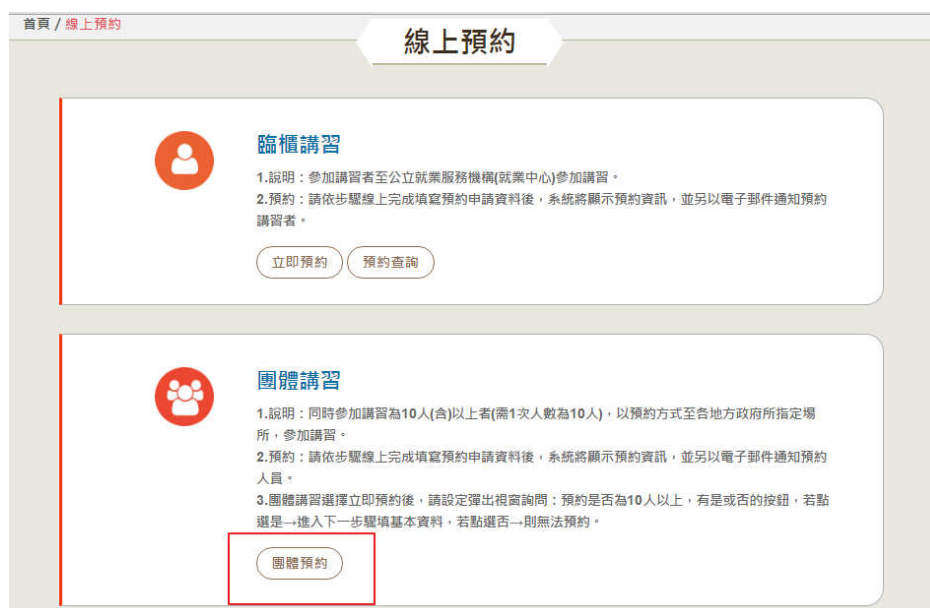 首頁 / 線上預約
線上預約
臨櫃講習
1.說明：參加講習者至公立就業服務機構(就業中心)參加講習。
2.預約：請依步驟線上完成填寫預約申請資料後，系統將顯示預約資訊，並另以電子郵件通知預約
講習者。
立即預約 預約查詢
團體講習
1.說明：同時參加講習為10人(含)以上者(需1次人數為10人)，以預約方式至各地方政府所指定場
所，參加講習。
2.預約：請依步驟線上完成填寫預約申請資料後，系統將顯示預約資訊，並另以電子郵件通知預約
人員。
3.團體講習選擇立即預約後，請設定彈出視窗詢問：預約是否為10人以上，有是或否的按鈕，若點
選是→進入下一步驟填基本資料，若點選否→則無法預約。
團體預約